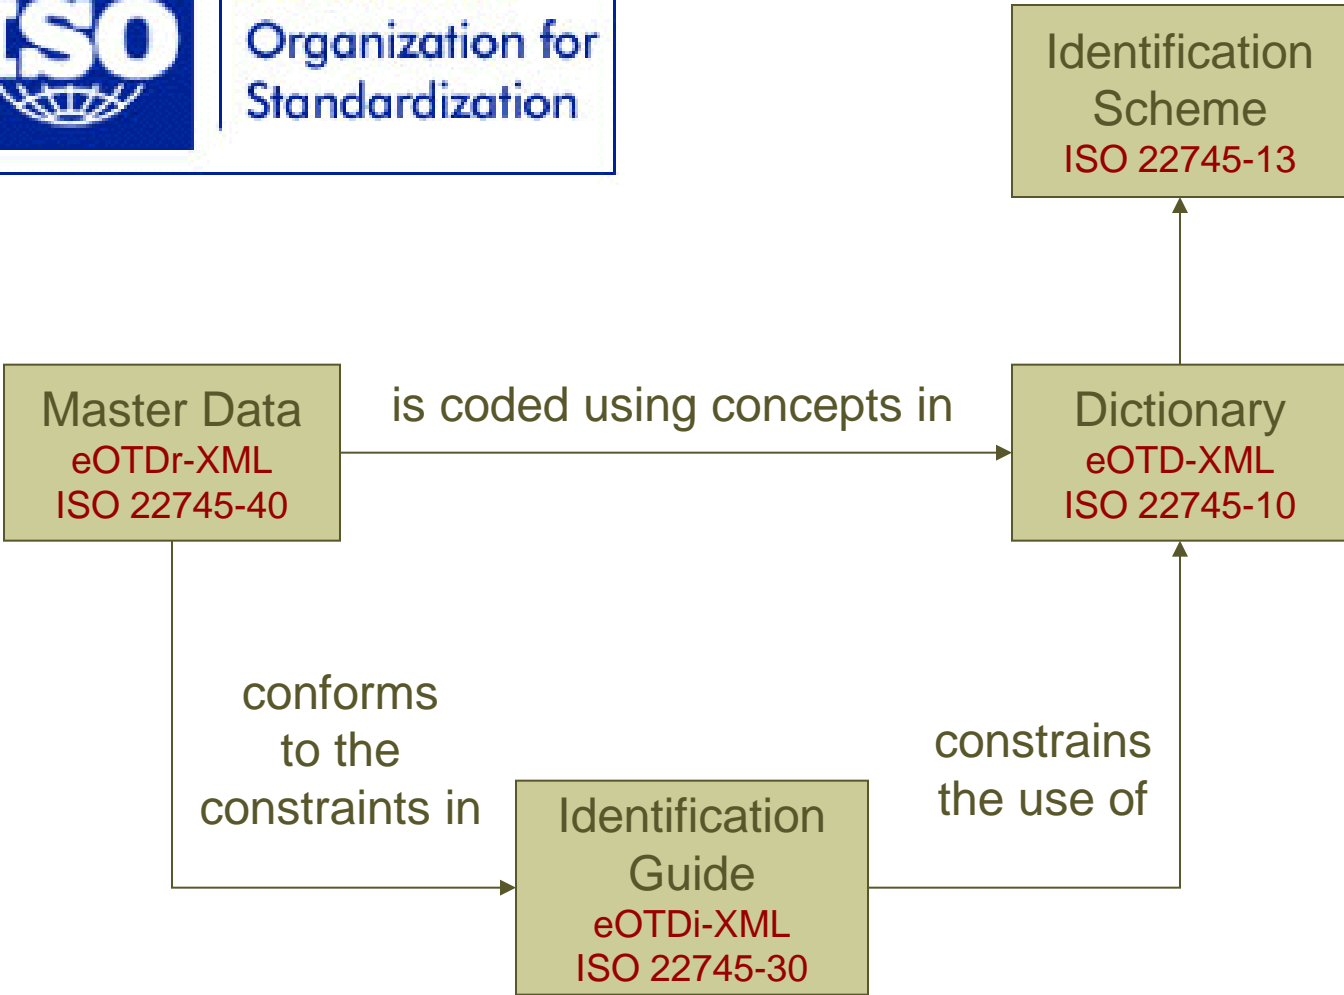 ISO
Organization for
Standardization
Identification
Scheme
ISO 22745-13
Master Data
eOTDr-XML
ISO 22745-40
is coded using concepts in
Dictionary
eOTD-XML
ISO 22745-10
conforms
to the
constraints in
constrains
the use of
Identification
Guide
eOTDi-XML
ISO 22745-30